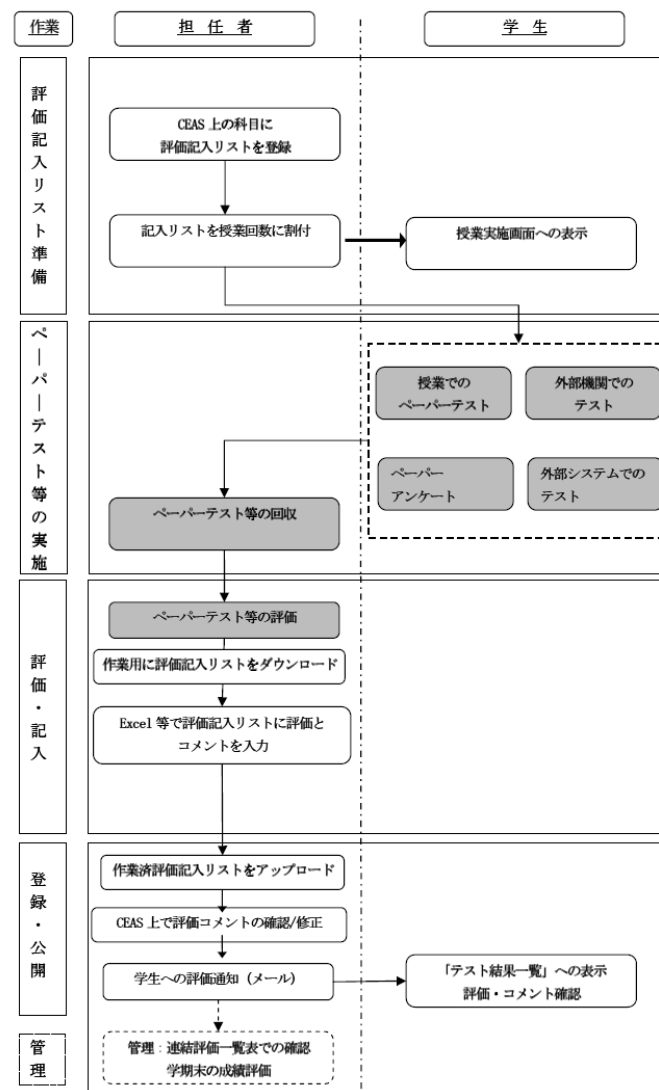 作業
担 任 者
学 生
評価記入リスト準備
CEAS 上の科目に
評価記入リストを登録
記入リストを授業回数に割付
授業実施画面への表示
ペーパーテスト等の実施
授業での
ペーパーテスト
外部機関での
テスト
ペーパー
アンケート
外部システムでの
テスト
ペーパーテスト等の回収
評価・記入
ペーパーテスト等の評価
作業用に評価記入リストをダウンロード
Excel 等で評価記入リストに評価と
コメントを入力
登録・公開
作業済評価記入リストをアップロード
CEAS 上で評価コメントの確認/修正
学生への評価通知（メール）
「テスト結果一覧」への表示
評価・コメント確認
管理
管理：連結評価一覧表での確認
学期末の成績評価